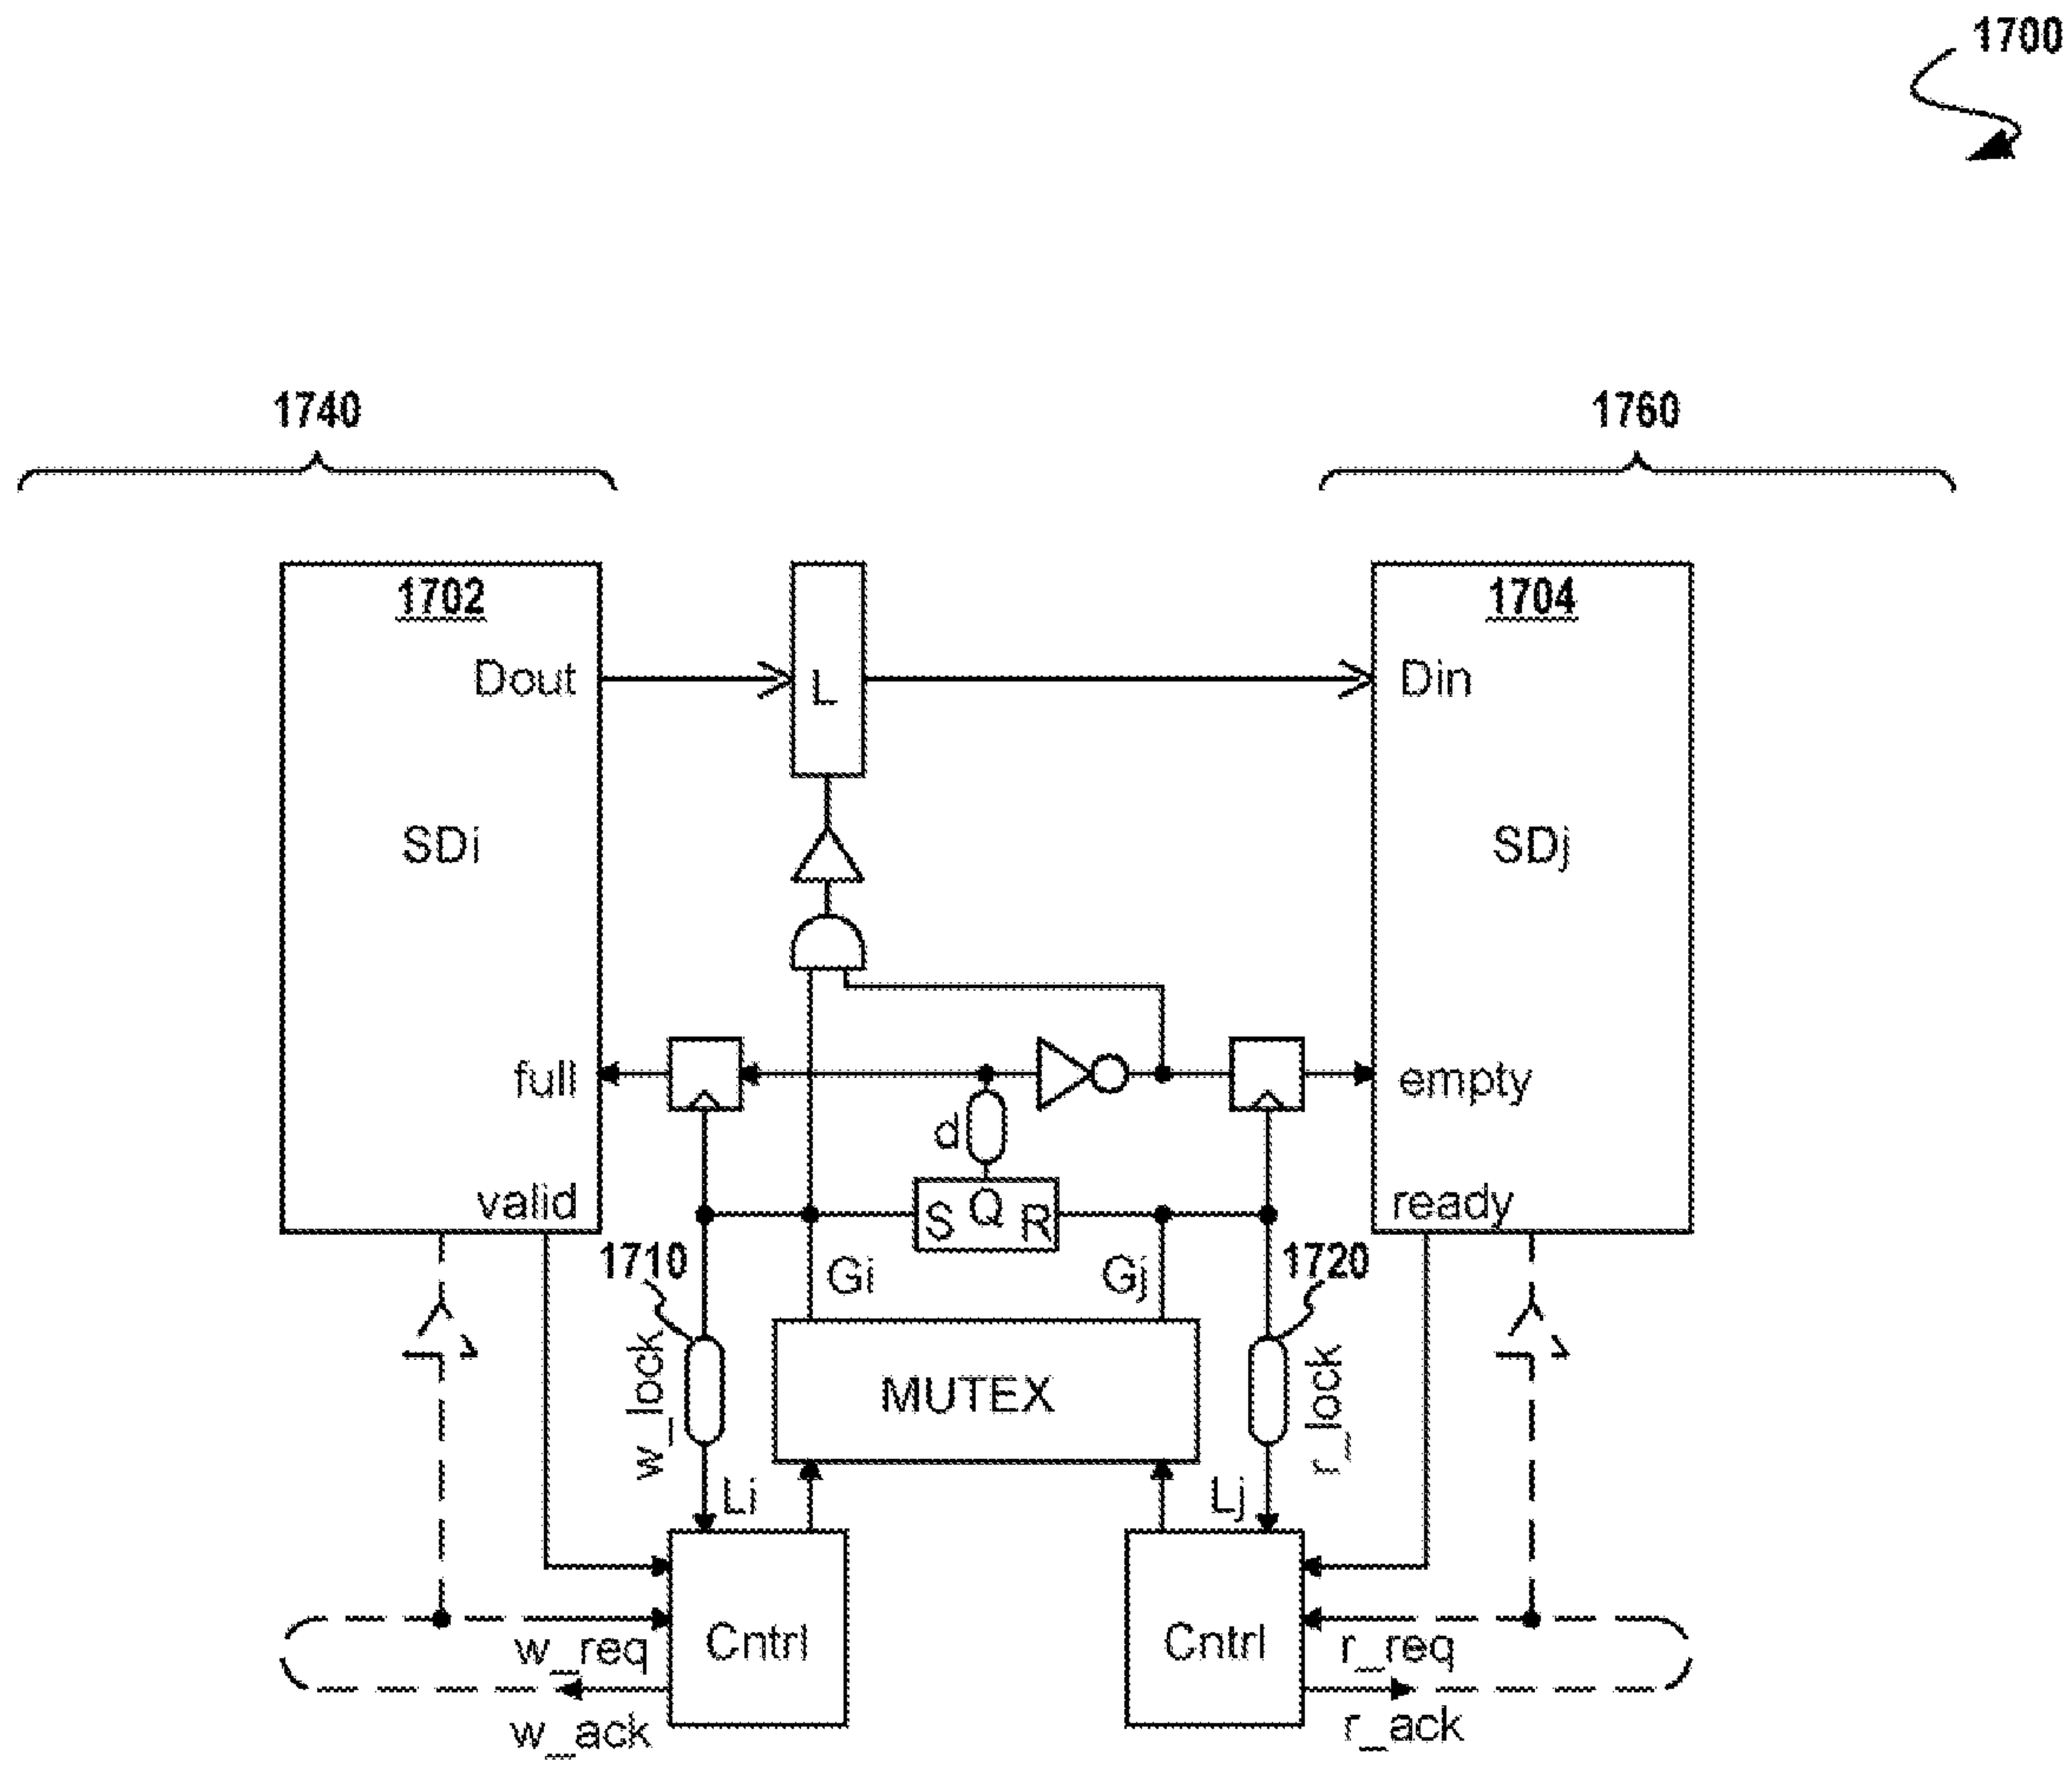 1700
1740
1760
1702
1704
Dout
L
Din
SDi
SDj
full
empty
d
valid
S Q R
ready
1710
Gi
Gj
1720
w_lock
MUTEX
r_lock
Li
Lj
Cntrl
Cntrl
w_req
r_req
w_ack
r_ack